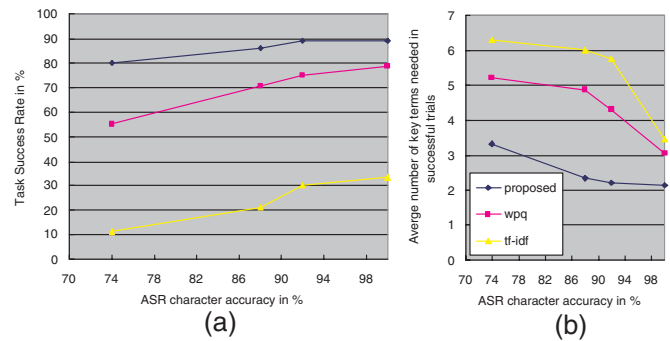 100
90
80
70
60
50
40
30
20
10
0
Task Success Rate in %
70 74 78 82 86 90 94 98
ASR character accuracy in %
(a)
7
6
5
4
3
2
1
0
Averge number of key terms needed in
successful trials
proposed
wpq
tf-idf
70 74 78 82 86 90 94 98
ASR character accuracy in %
(b)